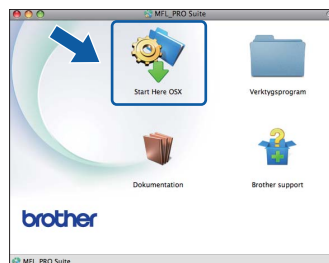 MFL_PRO Suite
Start Here OSX
Verktygsprogram
Dokumentation
Brother support
brother
MFL_PRO Suite